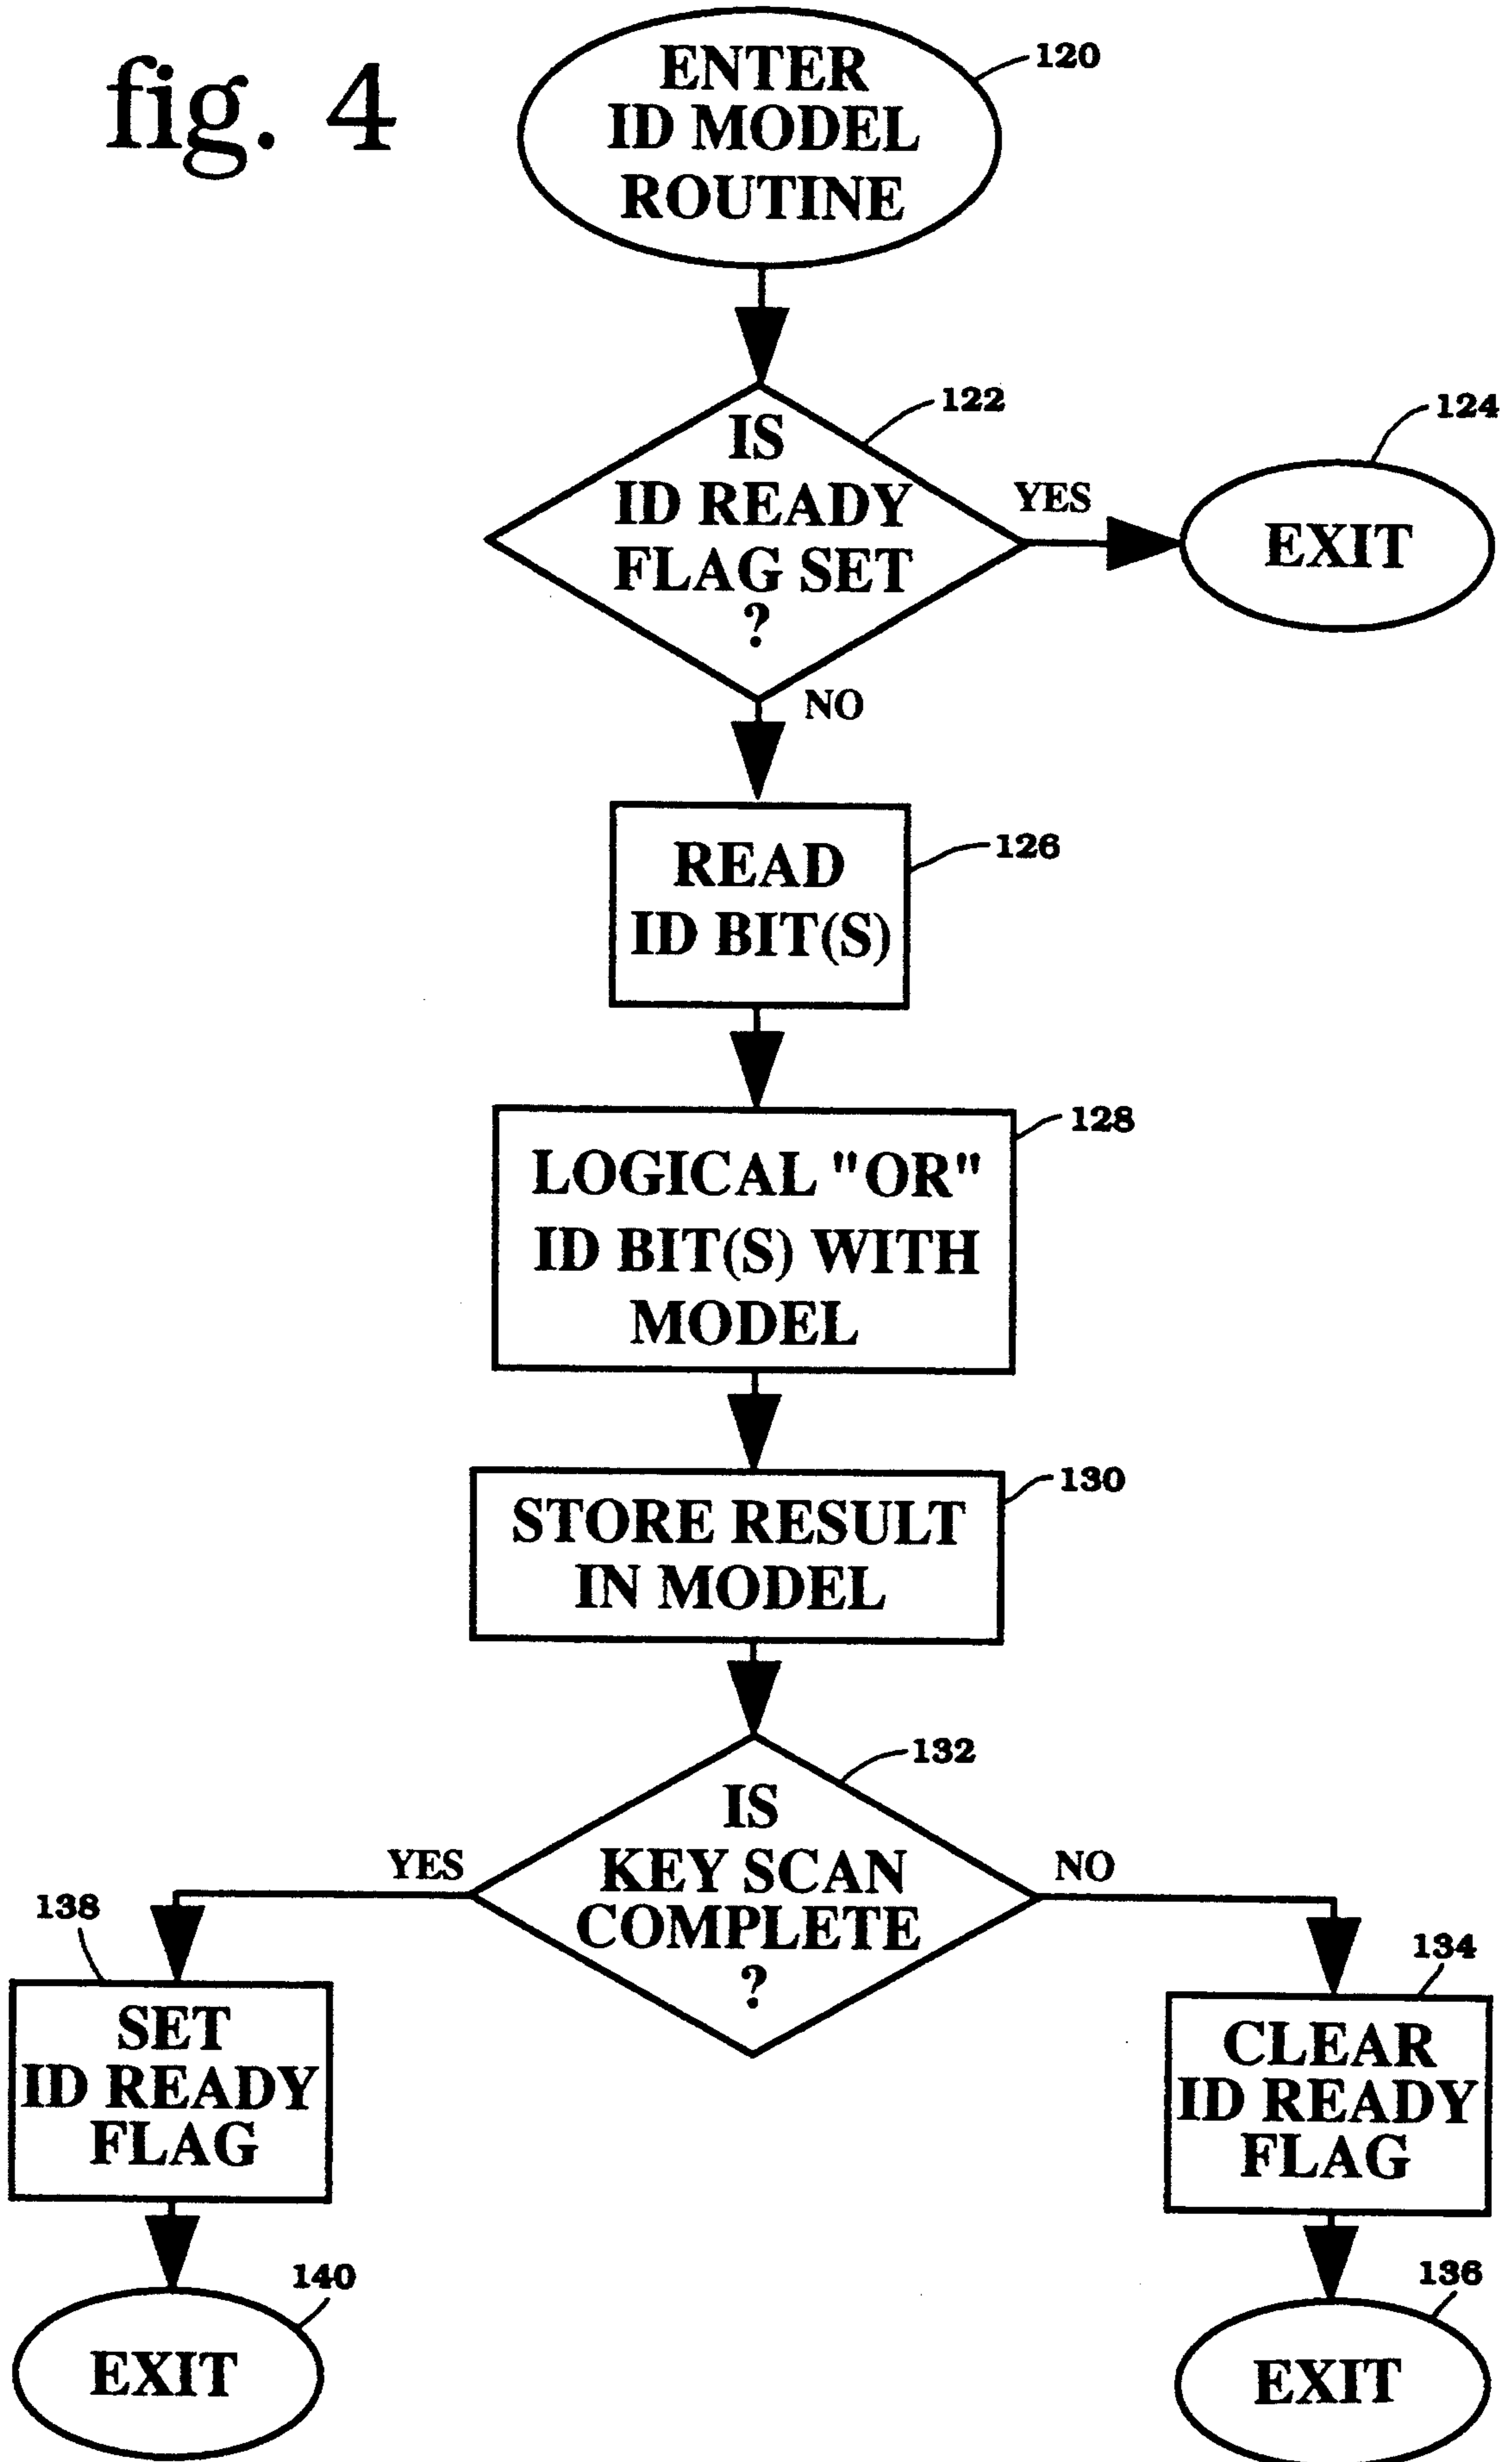 fig. 4
ENTER
ID MODEL
ROUTINE
120
IS
ID READY
FLAG SET
?
122
YES
124
EXIT
NO
READ
ID BIT(S)
126
LOGICAL "OR"
ID BIT(S) WITH
MODEL
128
STORE RESULT
IN MODEL
130
IS
KEY SCAN
COMPLETE
?
132
YES
NO
138
SET
ID READY
FLAG
134
CLEAR
ID READY
FLAG
140
EXIT
136
EXIT